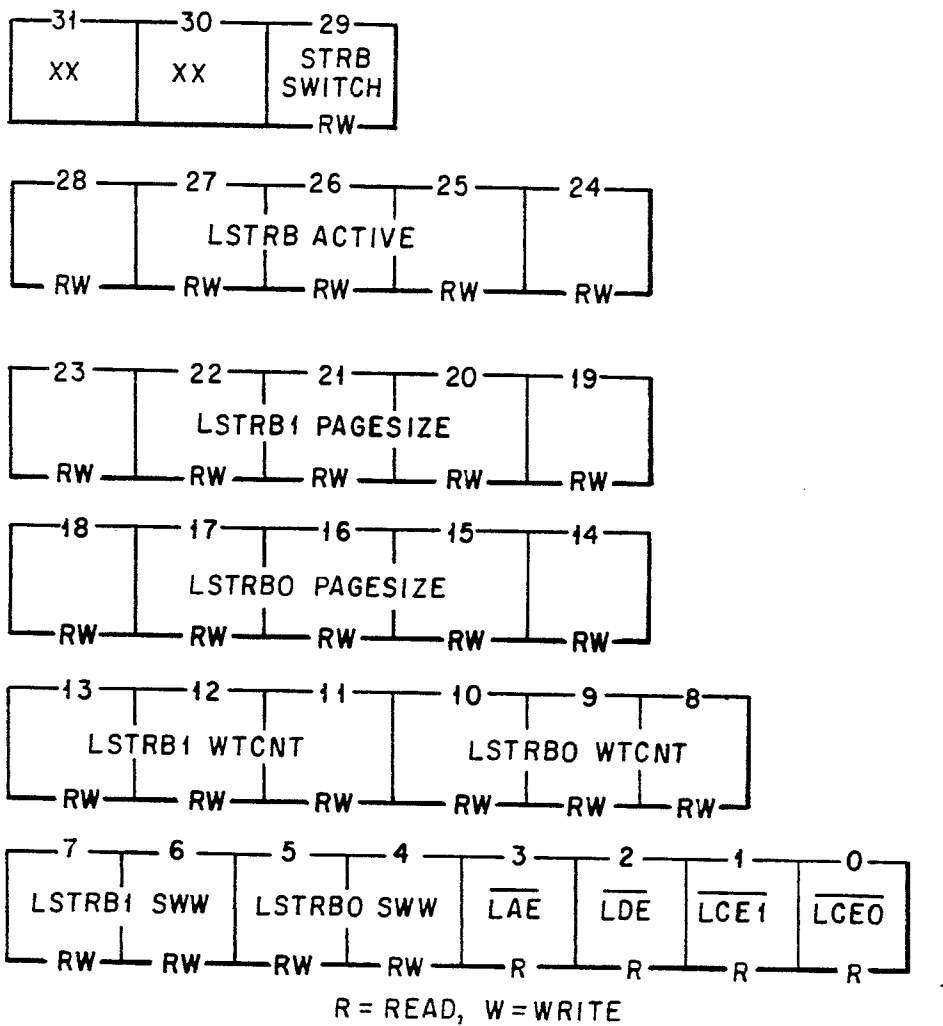 31 30 29
XX XX STRB
SWITCH
RW
28 27 26 25 24
LSTRB ACTIVE
RW RW RW RW RW
23 22 21 20 19
LSTRB1 PAGESIZE
RW RW RW RW RW
18 17 16 15 14
LSTRB0 PAGESIZE
RW RW RW RW RW
13 12 11 10 9 8
LSTRB1 WTCNT LSTRB0 WTCNT
RW RW RW RW RW RW
7 6 5 4 3 2 1 0
LSTRB1 SWW LSTRB0 SWW LAE LDE LCE1 LCE0
RW RW RW RW R R R R
R = READ, W = WRITE